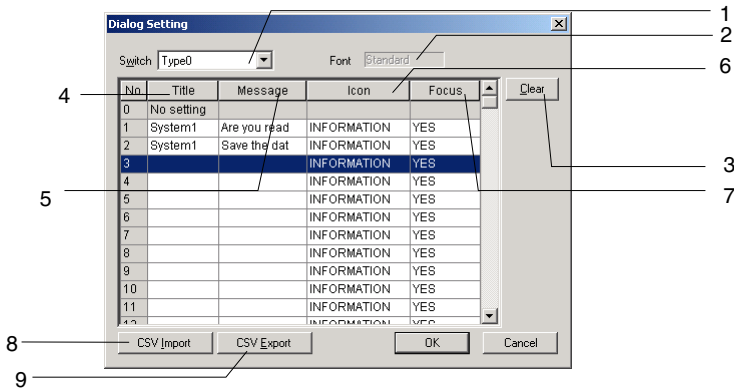 1
Dialog Setting
2
Switch Type0 Font Standard
6
4 No. Title Message Icon Focus Clear
0 No setting
1 System1 Are you read INFORMATION YES
2 System1 Save the dat INFORMATION YES
3 INFORMATION YES 3
4 INFORMATION YES
5 7
5 INFORMATION YES
6 INFORMATION YES
7 INFORMATION YES
8 INFORMATION YES
9 INFORMATION YES
10 INFORMATION YES
11 INFORMATION YES
8 CSV Import CSV Export OK Cancel
9